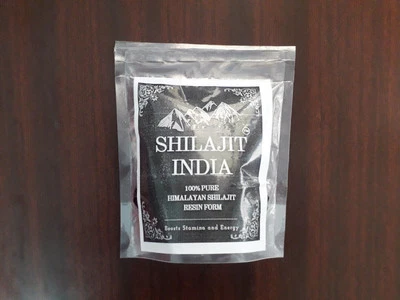 SHILAJIT
INDIA
100% PURE
HIMALAYAN SHILAJIT
RESIN FORM
Boosts Stamina and Energy